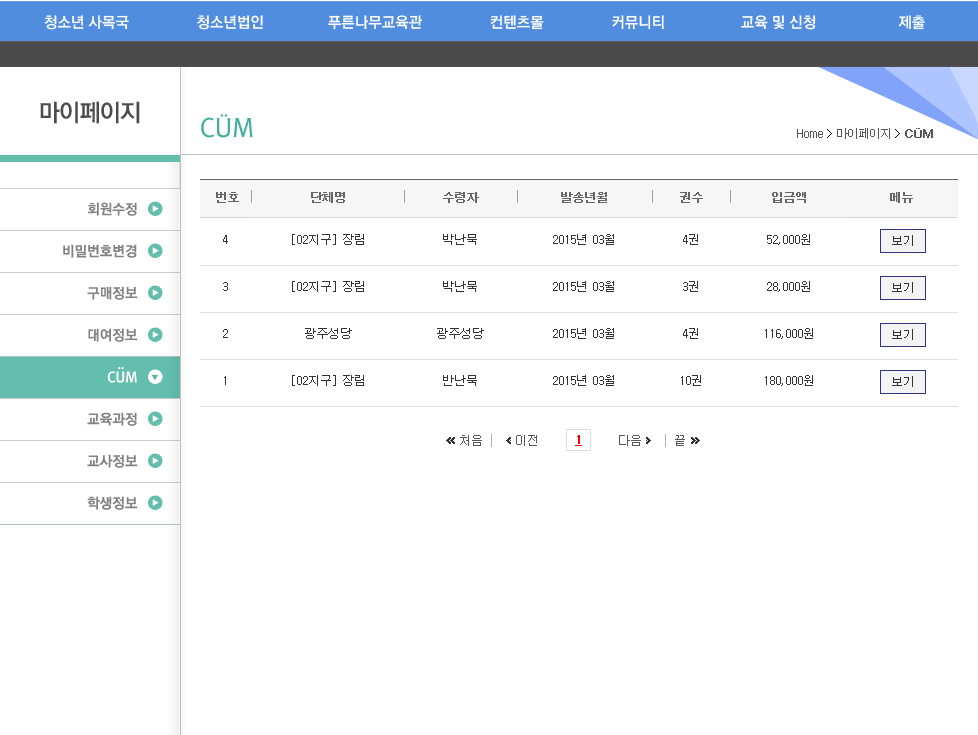 청소년 사목국 청소년법인 푸른나무교육관 컨텐츠몰 커뮤니티 교육 및 신청 제출
마이페이지
CÜM
Home > 마이페이지 > CÜM
회원수정
비밀번호변경
구매정보
대여정보
CÜM
교육과정
교사정보
학생정보
번호 단체명 수령자 발송년월 권수 입금액 메뉴
4 [02지구] 장림 박난묵 2015년 03월 4권 52,000원 보기
3 [02지구] 장림 박난묵 2015년 03월 3권 28,000원 보기
2 광주성당 광주성당 2015년 03월 4권 116,000원 보기
1 [02지구] 장림 반난묵 2015년 03월 10권 180,000원 보기
« 처음 | ‹ 이전 1 다음 › | 끝 »